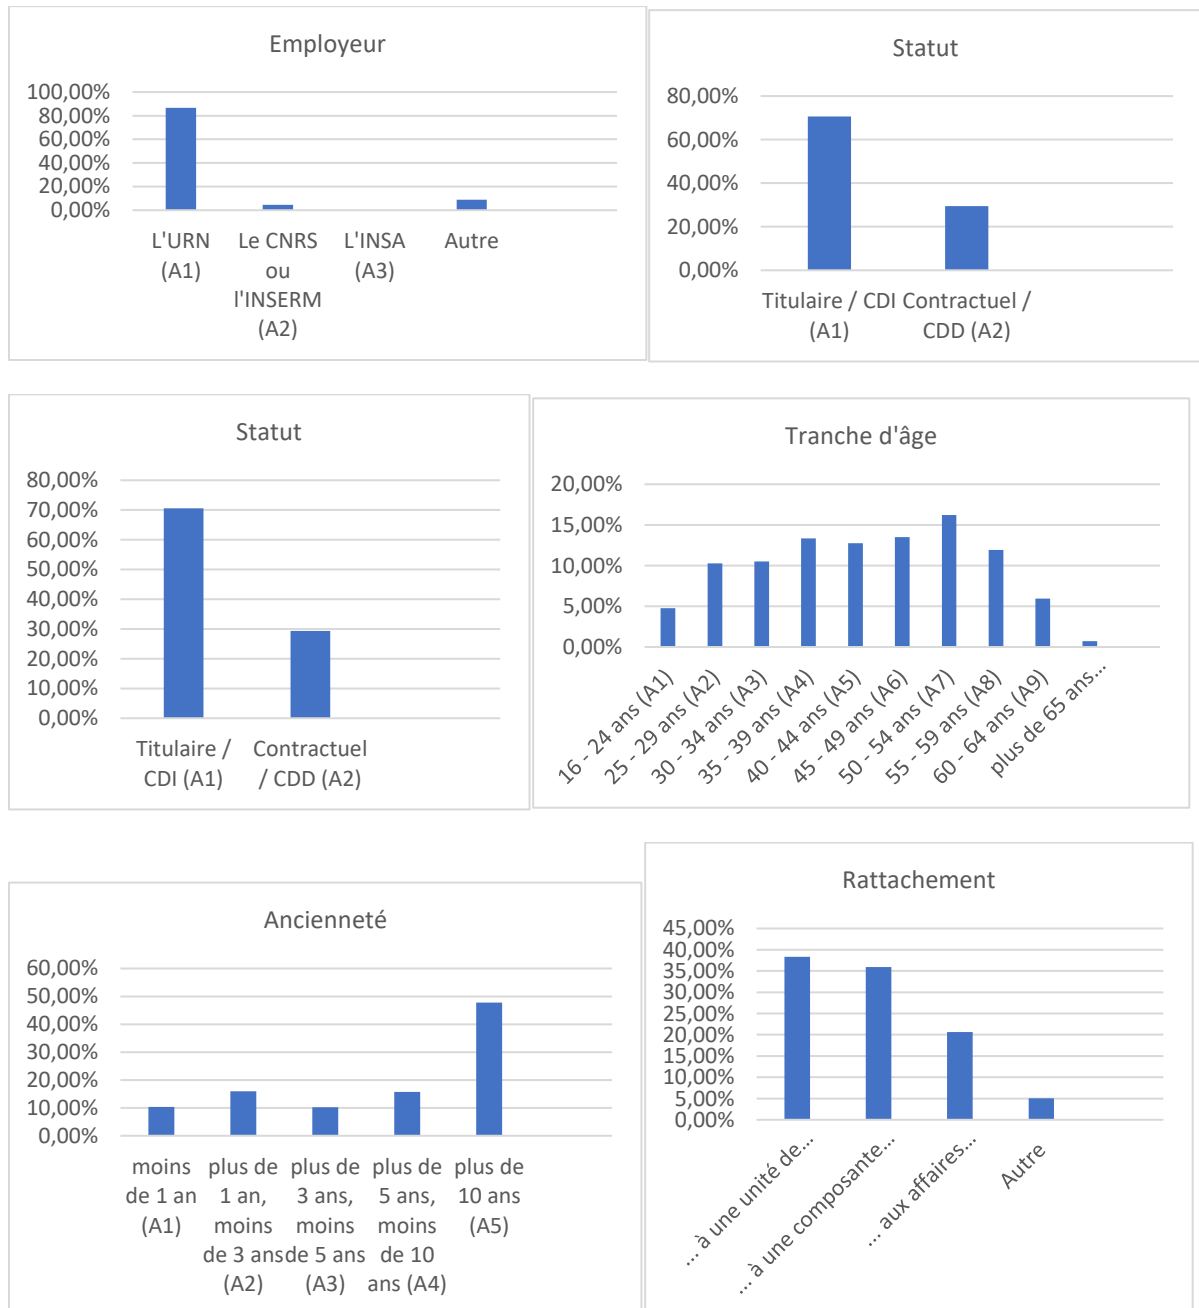 Employeur
100,00%
80,00%
60,00%
40,00%
20,00%
0,00%
L'URN
(A1)
Le CNRS
ou
l'INSERM
(A2)
L'INSA
(A3)
Autre
Statut
80,00%
60,00%
40,00%
20,00%
0,00%
Titulaire / CDI
(A1)
Contractuel /
CDD (A2)
Statut
80,00%
70,00%
60,00%
50,00%
40,00%
30,00%
20,00%
10,00%
0,00%
Titulaire /
CDI (A1)
Contractuel
/ CDD (A2)
Tranche d'âge
20,00%
15,00%
10,00%
5,00%
0,00%
16 - 24 ans (A1)
25 - 29 ans (A2)
30 - 34 ans (A3)
35 - 39 ans (A4)
40 - 44 ans (A5)
45 - 49 ans (A6)
50 - 54 ans (A7)
55 - 59 ans (A8)
60 - 64 ans (A9)
plus de 65 ans...
Ancienneté
60,00%
50,00%
40,00%
30,00%
20,00%
10,00%
0,00%
moins
de 1 an
(A1)
plus de
1 an,
moins
de 3 ans
(A2)
plus de
3 ans,
moins
de 5 ans
(A3)
plus de
5 ans,
moins
de 10
ans (A4)
plus de
10 ans
(A5)
Rattachement
45,00%
40,00%
35,00%
30,00%
25,00%
20,00%
15,00%
10,00%
5,00%
0,00%
... à une unité de...
... à une composante...
... aux affaires...
Autre